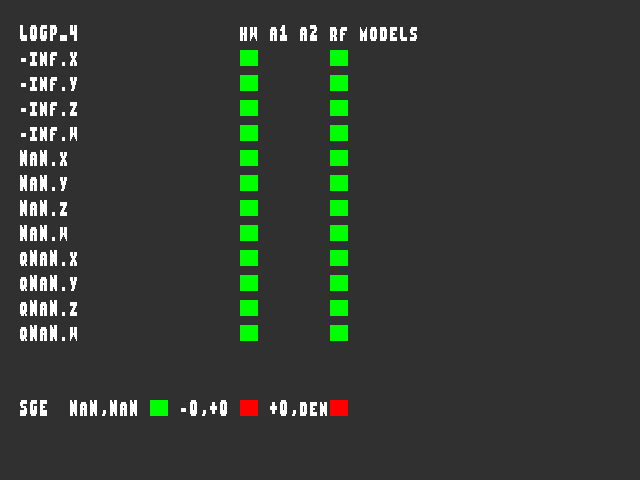 LOGP_4 HW A1 A2 RF MODELS
-INF.X
-INF.Y
-INF.Z
-INF.W
NAN.X
NAN.Y
NAN.Z
NAN.W
QNAN.X
QNAN.Y
QNAN.Z
QNAN.W
SGE NAN,NAN -0,+0 +0,DEN